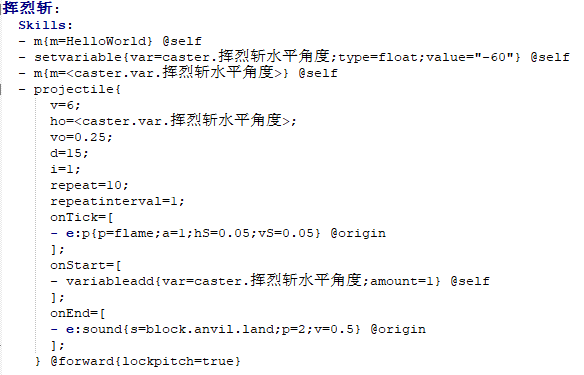 挥烈斩:
Skills:
- m{m=HelloWorld} @self
- setvariable{var=caster.挥烈斩水平角度;type=float;value="-60"} @self
- m{m=<caster.var.挥烈斩水平角度>} @self
- projectile{
v=6;
ho=<caster.var.挥烈斩水平角度>;
vo=0.25;
d=15;
i=1;
repeat=10;
repeatinterval=1;
onTick=[
- e:p{p=flame;a=1;hS=0.05;vS=0.05} @origin
];
onStart=[
- variableadd{var=caster.挥烈斩水平角度;amount=1} @self
];
onEnd=[
- e:sound{s=block.anvil.land;p=2;v=0.5} @origin
];
} @forward{lockpitch=true}